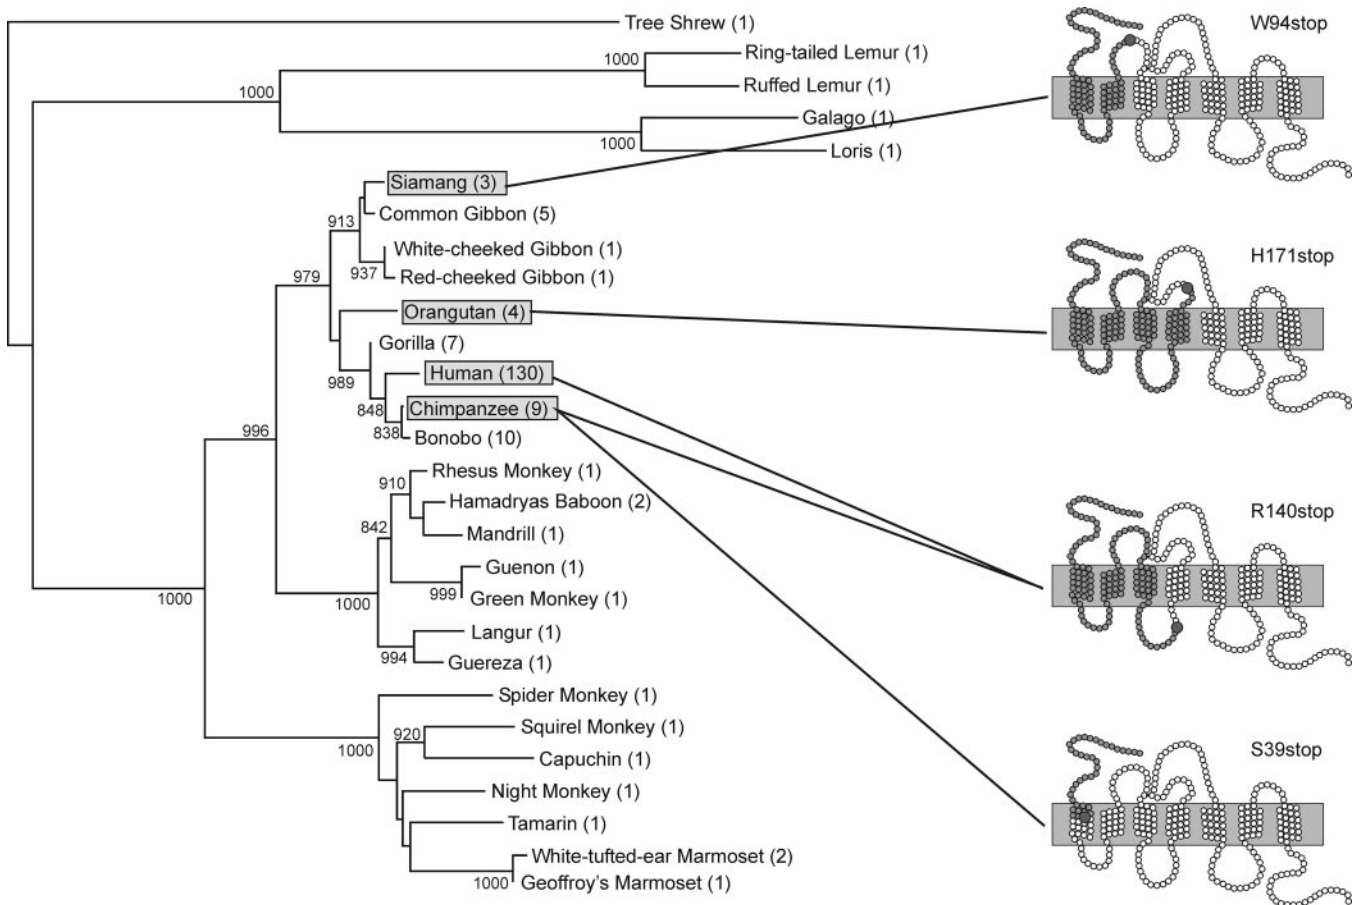 Tree Shrew (1)
W94stop
1000
Ring-tailed Lemur (1)
1000
Ruffed Lemur (1)
Galago (1)
1000
Loris (1)
Siamang (3)
913
Common Gibbon (5)
White-cheeked Gibbon (1)
H171stop
979
937
Red-cheeked Gibbon (1)
Orangutan (4)
Gorilla (7)
989
Human (130)
848
Chimpanzee (9)
996
838
Bonobo (10)
910
Rhesus Monkey (1)
Hamadryas Baboon (2)
R140stop
842
Mandrill (1)
Guenon (1)
1000
1000
999
Green Monkey (1)
Langur (1)
994
Guereza (1)
Spider Monkey (1)
Squirel Monkey (1)
920
1000
Capuchin (1)
S39stop
Night Monkey (1)
Tamarin (1)
White-tufted-ear Marmoset (2)
1000
Geoffroy's Marmoset (1)